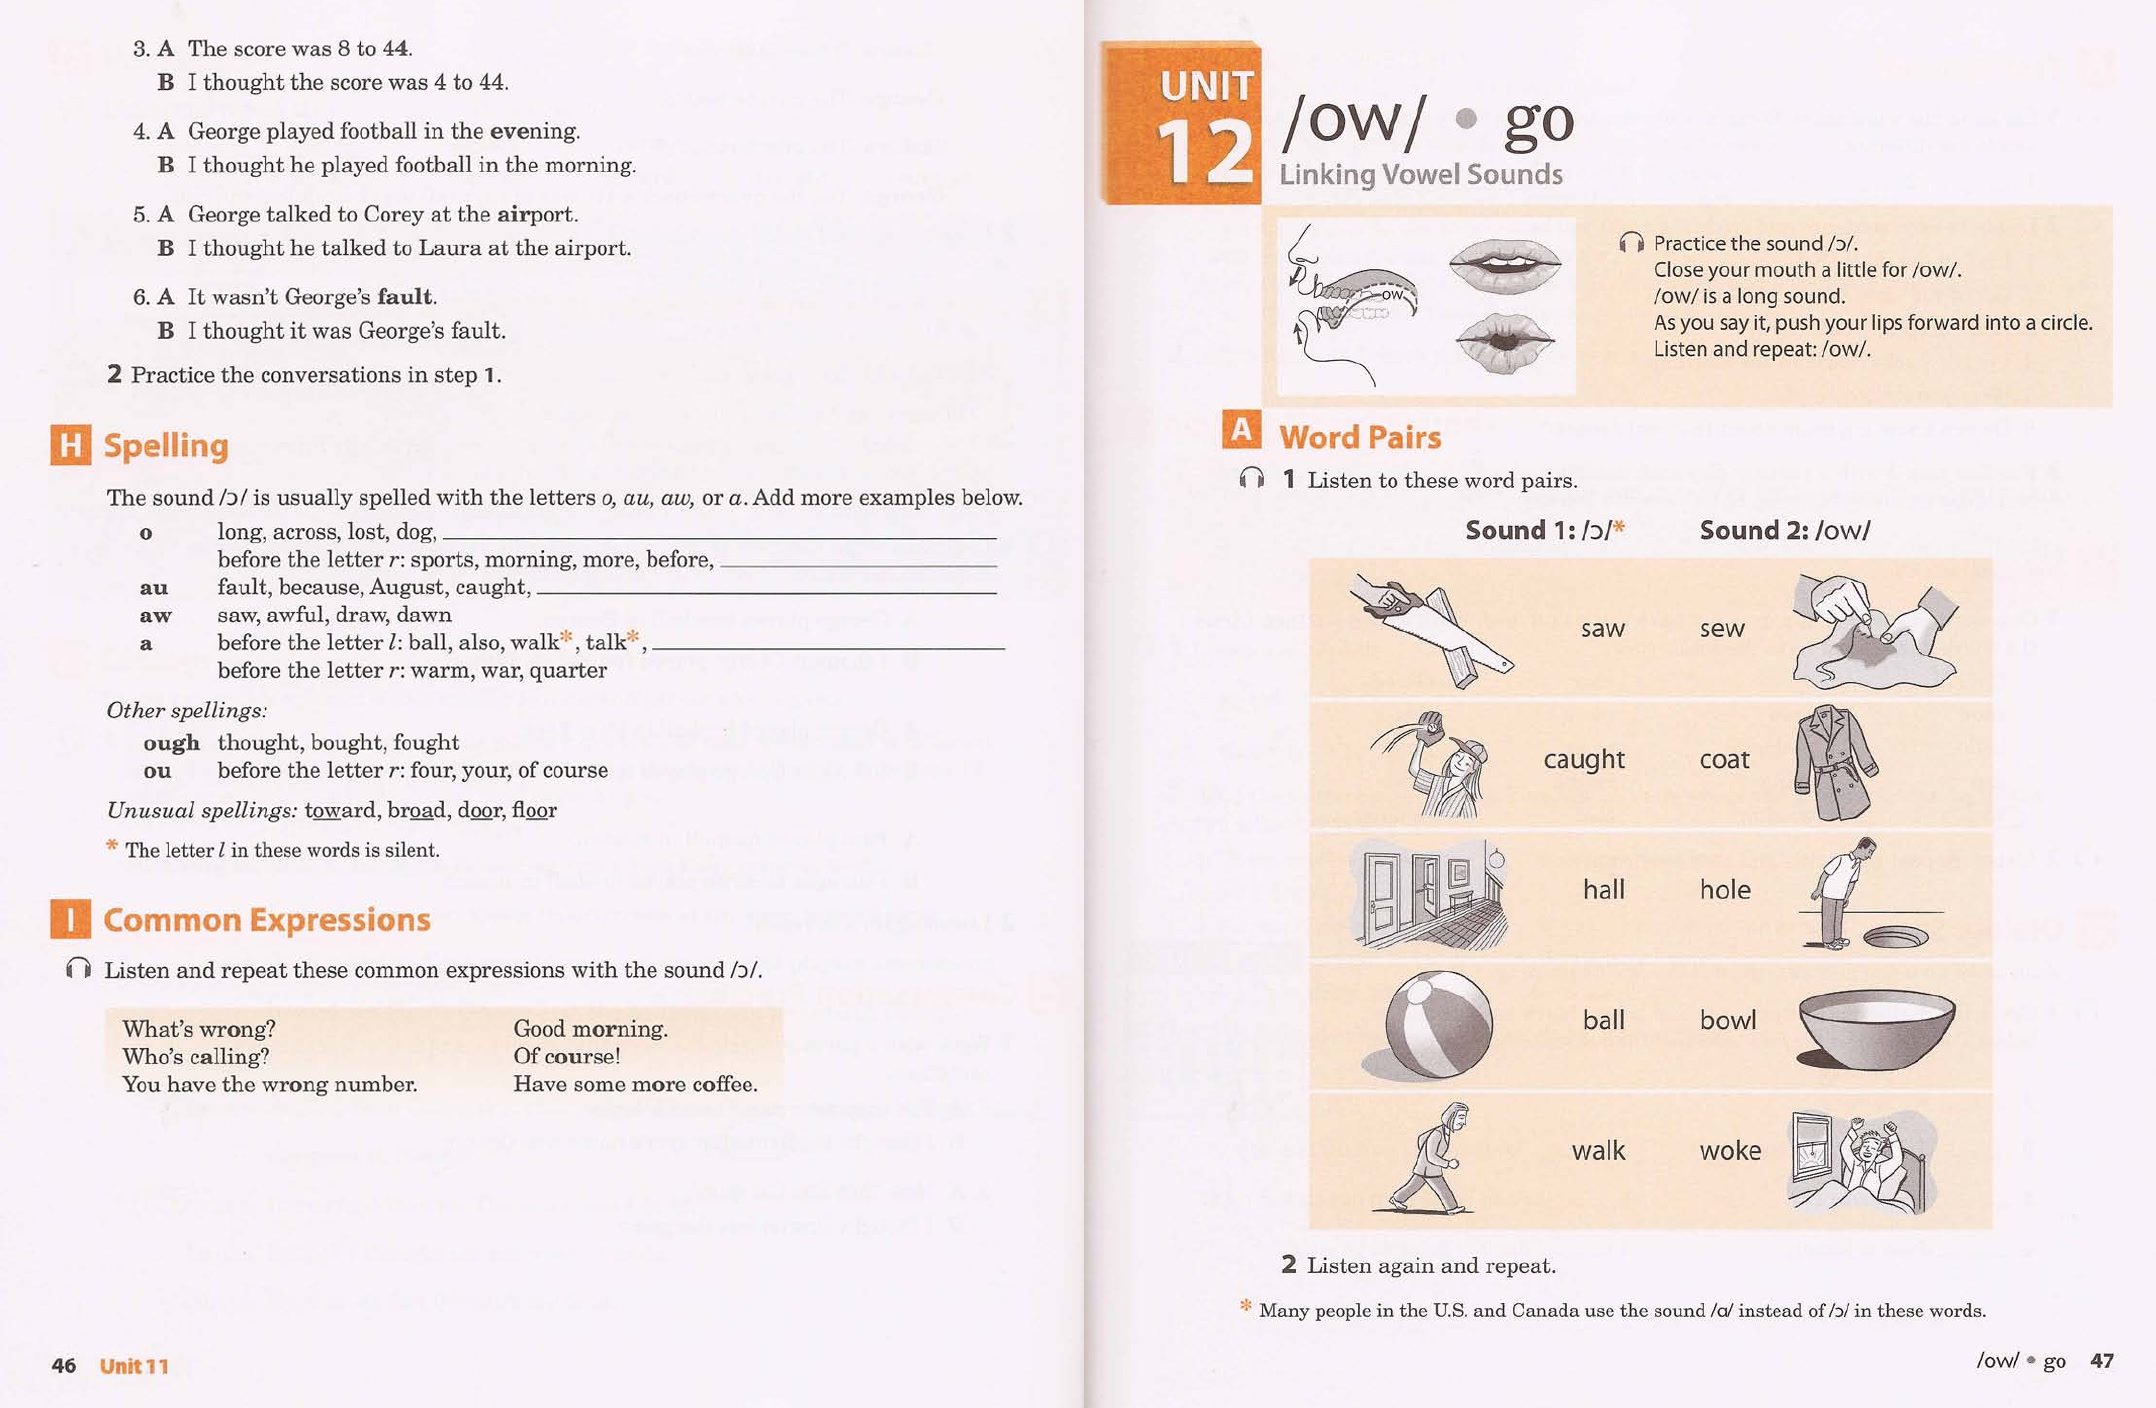 3. A The score was 8 to 44.
B I thought the score was 4 to 44.
4. A George played football in the evening.
B I thought he played football in the morning.
5. A George talked to Corey at the airport.
B I thought he talked to Laura at the airport.
6. A It wasn't George's fault.
B I thought it was George's fault.
2 Practice the conversations in step 1.
H Spelling
The sound /ɔ/ is usually spelled with the letters o, au, aw, or a. Add more examples below.
o long, across, lost, dog,
before the letter r: sports, morning, more, before,
au fault, because, August, caught,
aw saw, awful, draw, dawn
a before the letter l: ball, also, walk*, talk*,
before the letter r: warm, war, quarter
Other spellings:
ough thought, bought, fought
ou before the letter r: four, your, of course
Unusual spellings: toward, broad, door, floor
* The letter l in these words is silent.
I Common Expressions
Listen and repeat these common expressions with the sound /ɔ/.
What's wrong? Good morning.
Who's calling? Of course!
You have the wrong number. Have some more coffee.
46 Unit 11
UNIT
12
/ow/ • go
Linking Vowel Sounds
ow
Practice the sound /ɔ/.
Close your mouth a little for /ow/.
/ow/ is a long sound.
As you say it, push your lips forward into a circle.
Listen and repeat: /ow/.
A Word Pairs
1 Listen to these word pairs.
Sound 1: /ɔ/* Sound 2: /ow/
saw sew
caught coat
hall hole
ball bowl
walk woke
2 Listen again and repeat.
* Many people in the U.S. and Canada use the sound /ɑ/ instead of /ɔ/ in these words.
/ow/ • go 47